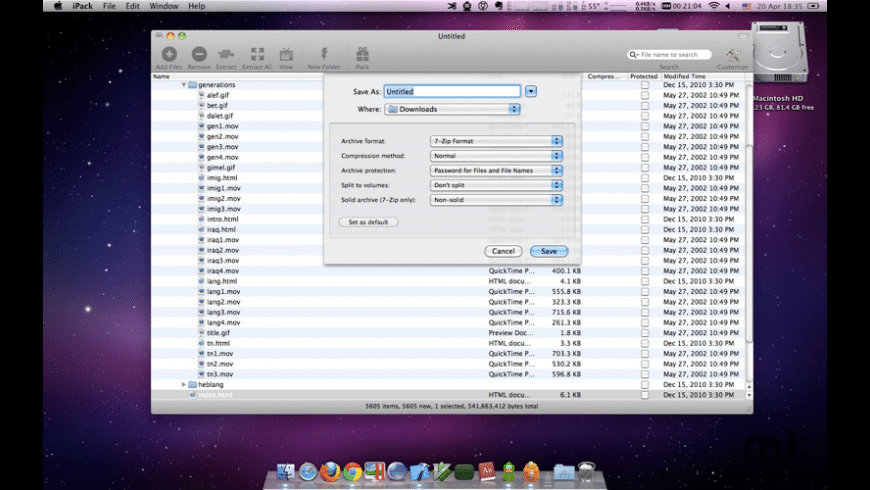 iPack File Edit Window Help 55° 0.4KB/s 0.3KB/s 00:21:04 20 Apr 18:35
Untitled
Add Files Remove Extract Extract All View New Folder Pack File name to search Search Customize
Name Compres... Protected Modified Time
generations Dec 15, 2010 3:30 PM
alef.gif May 27, 2002 10:49 PM
bet.gif May 27, 2002 10:49 PM
dalet.gif May 27, 2002 10:49 PM
gen1.mov May 27, 2002 10:49 PM
gen2.mov May 27, 2002 10:49 PM
gen3.mov May 27, 2002 10:49 PM
gen4.mov May 27, 2002 10:49 PM
gimel.gif May 27, 2002 10:49 PM
imig.html Dec 15, 2010 3:30 PM
imig1.mov May 27, 2002 10:49 PM
imig2.mov May 27, 2002 10:49 PM
imig3.mov May 27, 2002 10:49 PM
intro.html Dec 15, 2010 3:30 PM
iraq.html Dec 15, 2010 3:30 PM
iraq1.mov May 27, 2002 10:49 PM
iraq2.mov May 27, 2002 10:49 PM
iraq3.mov May 27, 2002 10:49 PM
iraq4.mov QuickTime P... 400.1 KB May 27, 2002 10:49 PM
lang.html HTML docu... 4.1 KB Dec 15, 2010 3:30 PM
lang1.mov QuickTime P... 555.8 KB May 27, 2002 10:49 PM
lang2.mov QuickTime P... 323.3 KB May 27, 2002 10:49 PM
lang3.mov QuickTime P... 715.6 KB May 27, 2002 10:49 PM
lang4.mov QuickTime P... 261.3 KB May 27, 2002 10:49 PM
title.gif Preview Doc... 1.8 KB May 27, 2002 10:49 PM
tn.html HTML docu... 3.3 KB Dec 15, 2010 3:30 PM
tn1.mov QuickTime P... 703.3 KB May 27, 2002 10:49 PM
tn2.mov QuickTime P... 530.2 KB May 27, 2002 10:49 PM
tn3.mov QuickTime P... 596.8 KB May 27, 2002 10:49 PM
heblang Dec 15, 2010 3:30 PM
index.html HTML docu... 6.1 KB Dec 15, 2010 3:30 PM
5605 items, 5605 new, 1 selected, 541,663,412 bytes total
Save As: Untitled
Where: Downloads
Archive format: 7-Zip Format
Compression method: Normal
Archive protection: Password for Files and File Names
Split to volumes: Don't split
Solid archive (7-Zip only): Non-solid
Set as default
Cancel Save
Macintosh HD
GB, 81.4 GB free